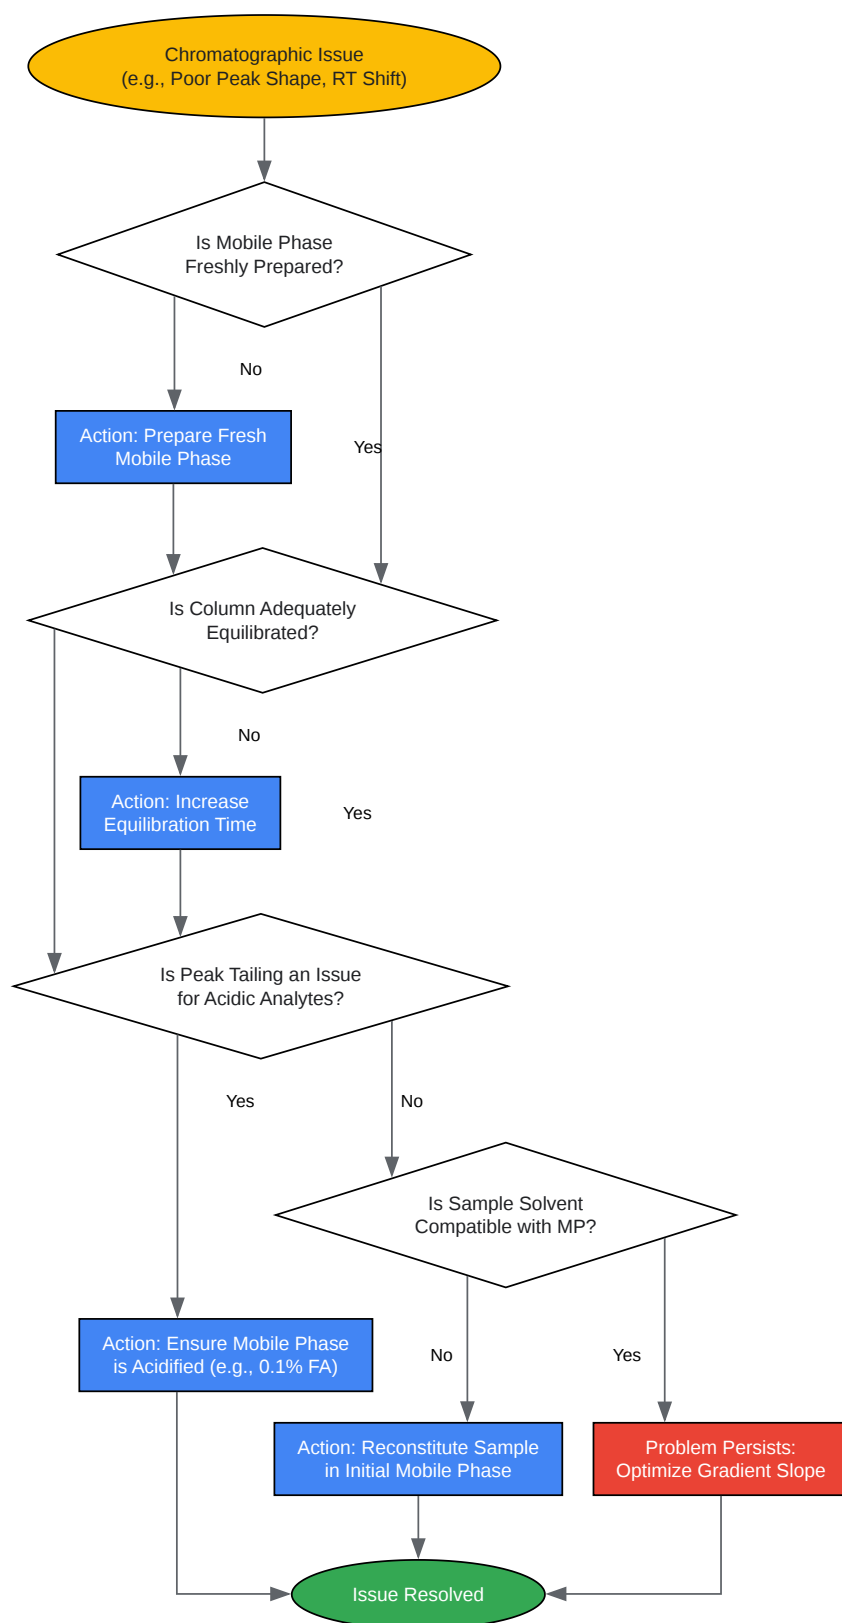 Chromatographic Issue
(e.g., Poor Peak Shape, RT Shift)
Is Mobile Phase
Freshly Prepared?
No
Action: Prepare Fresh
Mobile Phase
Yes
Is Column Adequately
Equilibrated?
No
Action: Increase
Equilibration Time
Yes
Is Peak Tailing an Issue
for Acidic Analytes?
Yes
No
Is Sample Solvent
Compatible with MP?
Action: Ensure Mobile Phase
is Acidified (e.g., 0.1% FA)
No
Yes
Action: Reconstitute Sample
in Initial Mobile Phase
Problem Persists:
Optimize Gradient Slope
Issue Resolved